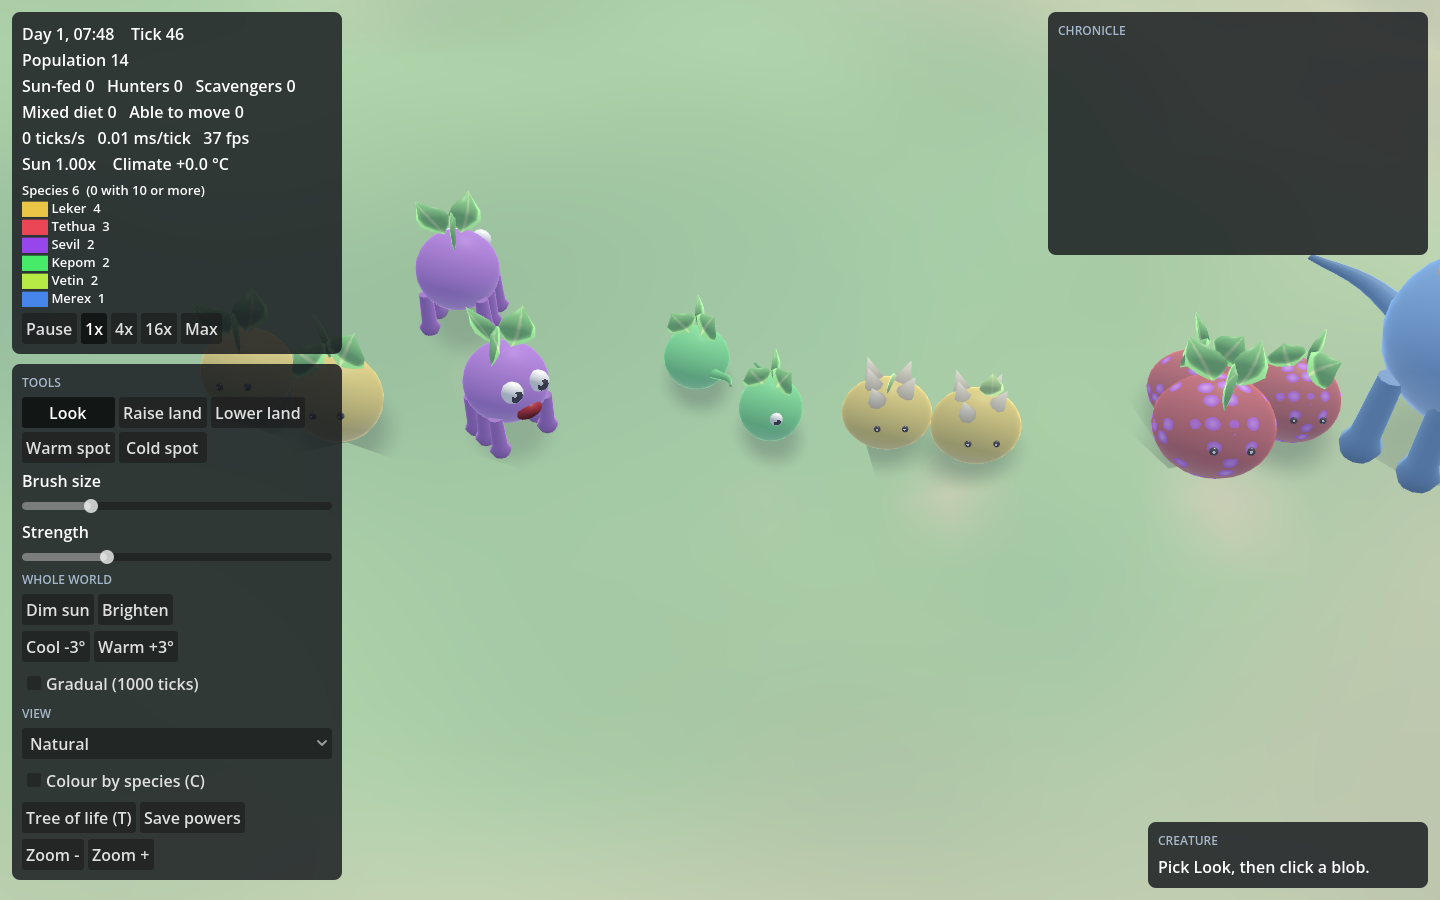 Day 1, 07:48 Tick 46
Population 14
Sun-fed 0 Hunters 0 Scavengers 0
Mixed diet 0 Able to move 0
0 ticks/s 0.01 ms/tick 37 fps
Sun 1.00x Climate +0.0 °C
Species 6 (0 with 10 or more)
Leker 4
Tethua 3
Sevil 2
Kepom 2
Vetin 2
Merex 1
Pause 1x 4x 16x Max
TOOLS
Look Raise land Lower land
Warm spot Cold spot
Brush size
Strength
WHOLE WORLD
Dim sun Brighten
Cool -3° Warm +3°
Gradual (1000 ticks)
VIEW
Natural
Colour by species (C)
Tree of life (T) Save powers
Zoom - Zoom +
CHRONICLE
CREATURE
Pick Look, then click a blob.